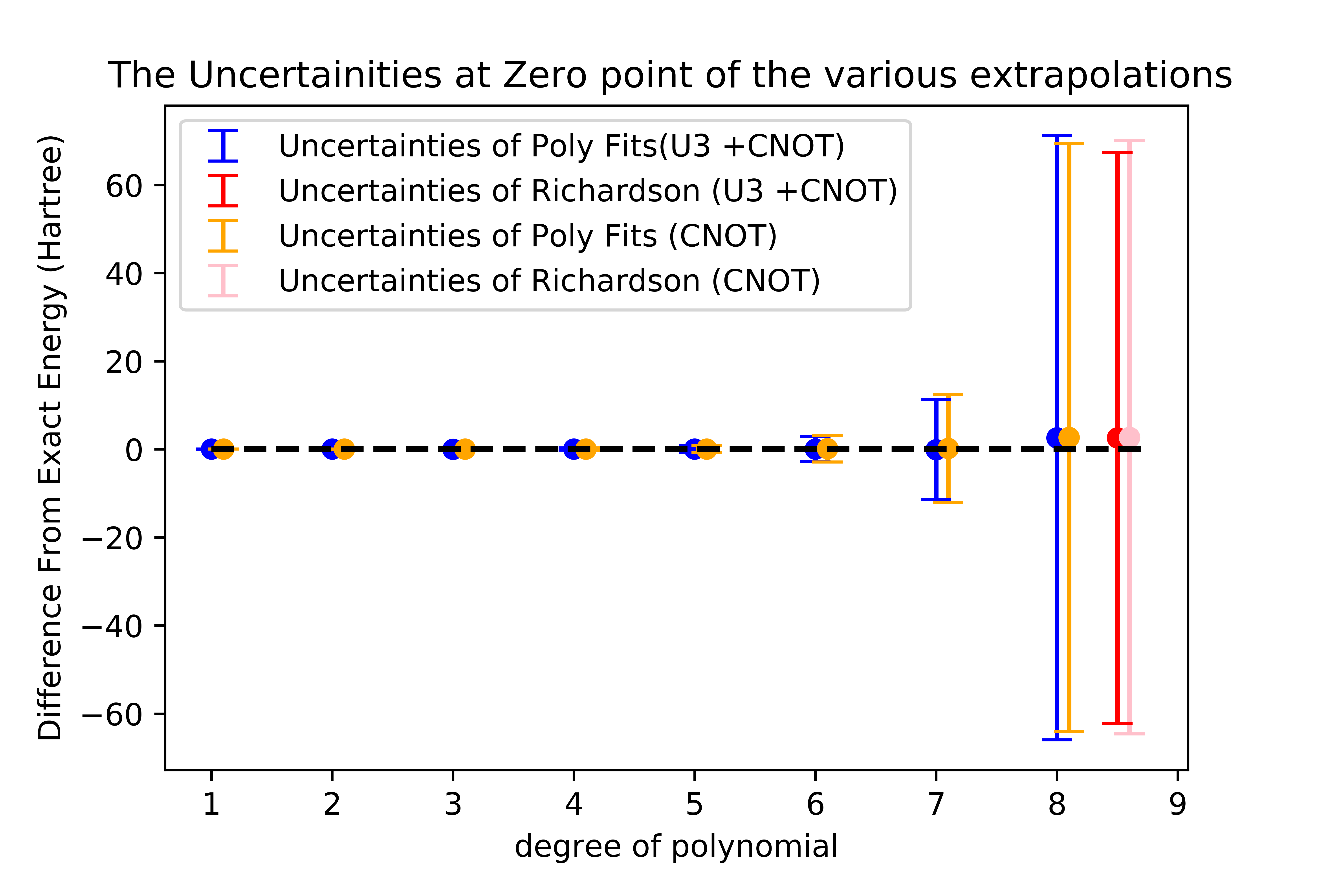 The Uncertainities at Zero point of the various extrapolations
Uncertainties of Poly Fits(U3 +CNOT)
Uncertainties of Richardson (U3 +CNOT)
Uncertainties of Poly Fits (CNOT)
Uncertainties of Richardson (CNOT)
Difference From Exact Energy (Hartree)
60
40
20
0
−20
−40
−60
1 2 3 4 5 6 7 8 9
degree of polynomial